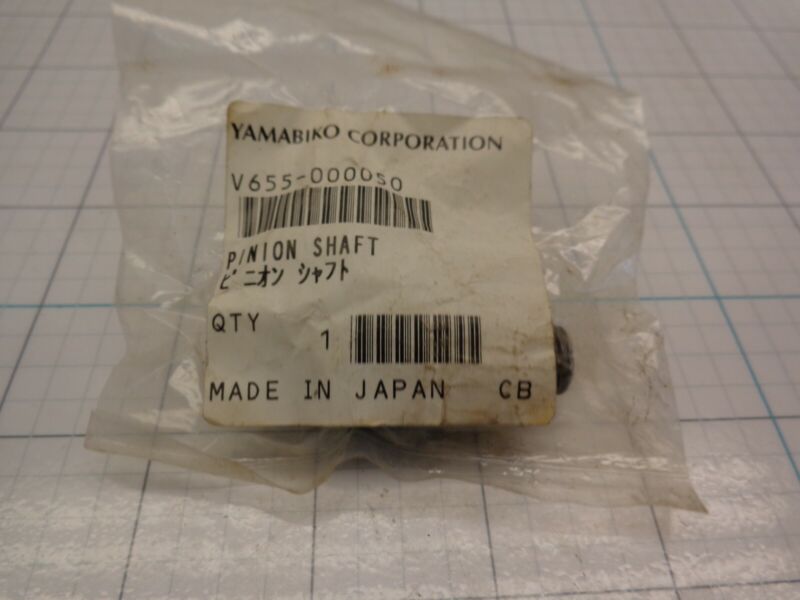 YAMABIKO CORPORATION
V655-000050
PINION SHAFT
ピニオン シャフト
QTY 1
MADE IN JAPAN CB